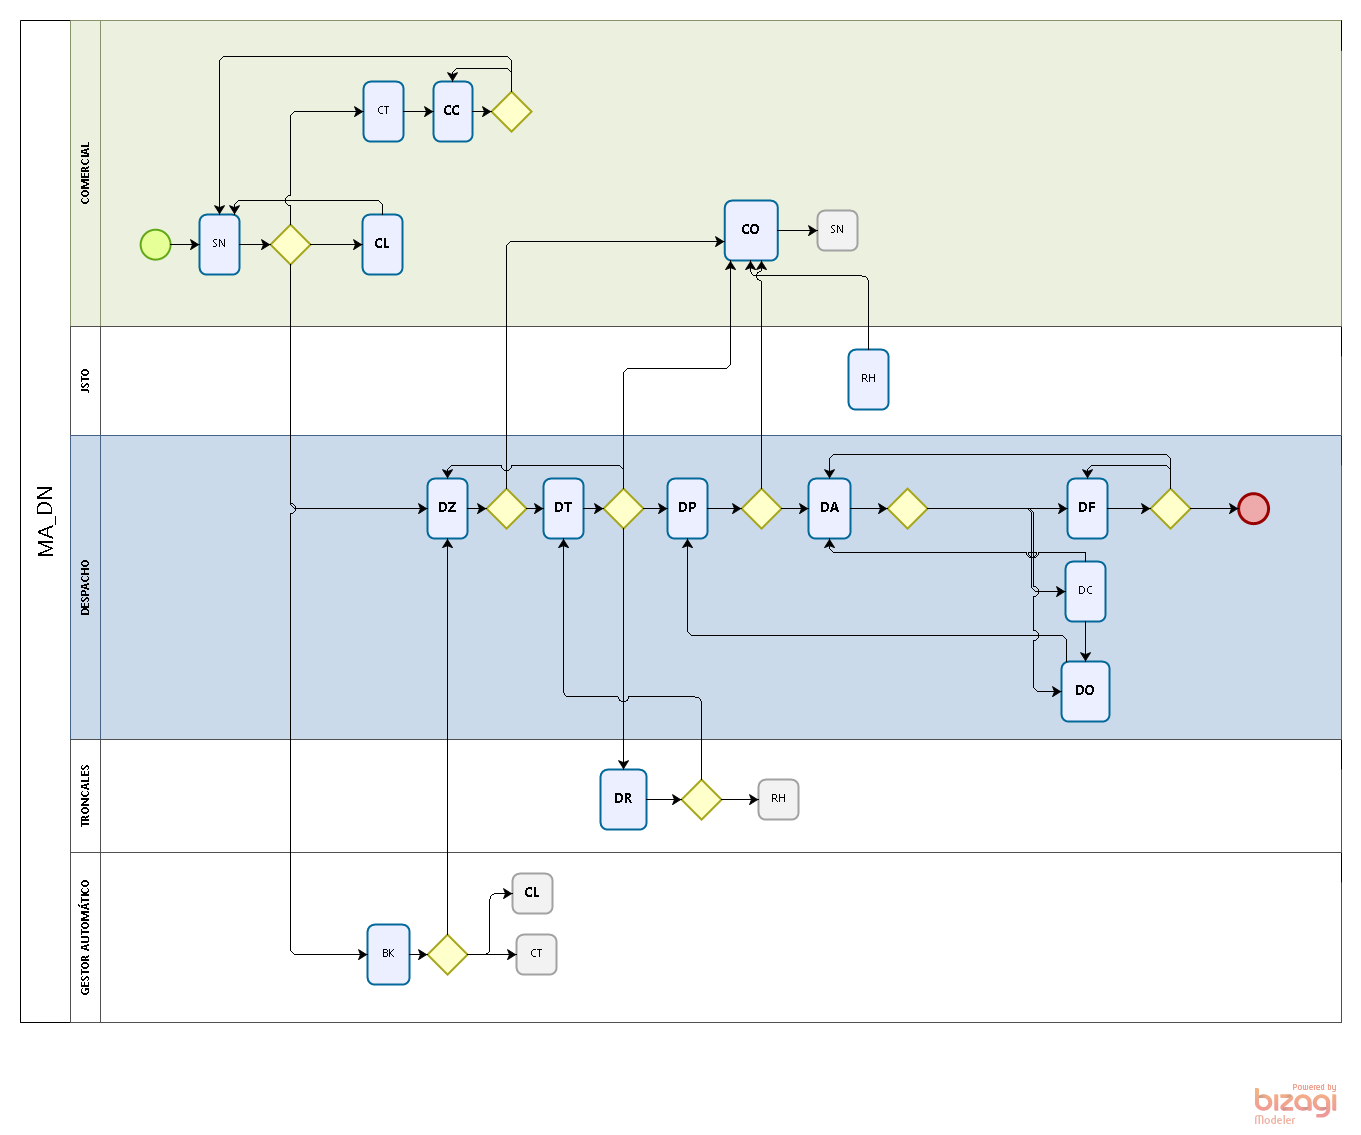 MA_DN
COMERCIAL
CT
CC
SN
CL
CO
SN
JSTO
RH
DESPACHO
DZ
DT
DP
DA
DF
DC
DO
TRONCALES
DR
RH
GESTOR AUTOMÁTICO
CL
BK
CT
Powered by
bizagi
Modeler